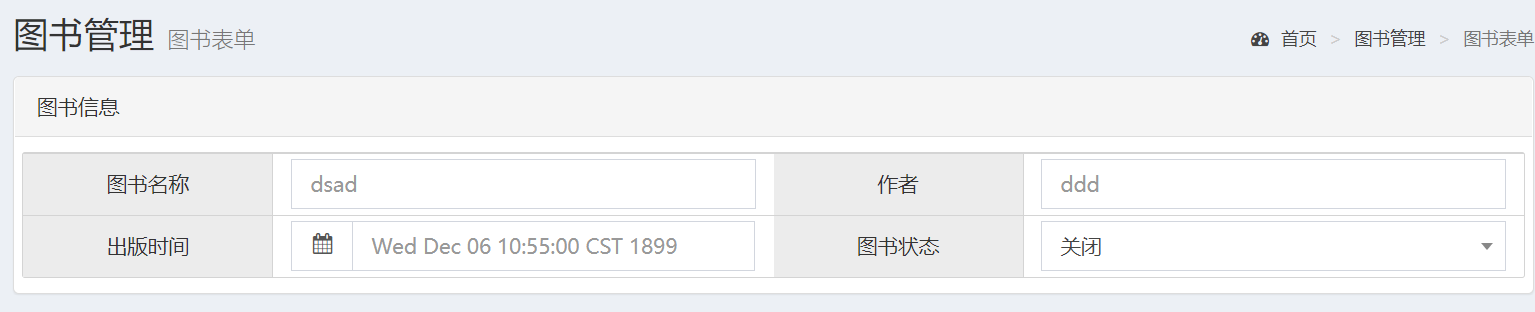 图书管理 图书表单
首页 > 图书管理 > 图书表单
图书信息
图书名称 dsad 作者 ddd
出版时间 Wed Dec 06 10:55:00 CST 1899 图书状态 关闭